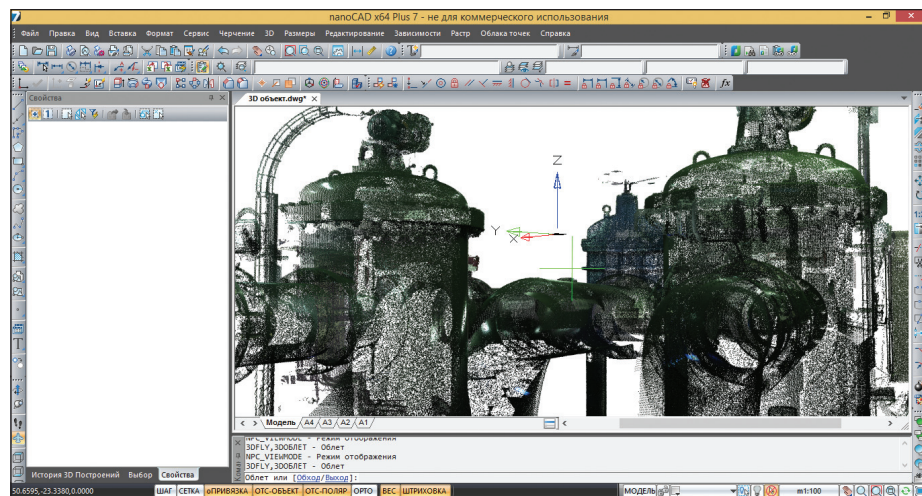 nanoCAD x64 Plus 7 - не для коммерческого использования
Файл Правка Вид Вставка Формат Сервис Черчение 3D Размеры Редактирование Зависимости Растр Облака точек Справка
Свойства
3D объект.dwg*
Z
Y
X
Модель A4 A3 A2 A1
NPC_VIEWMODE - Режим отображения
3DFLY,3DОБЛЕТ - Облет
NPC_VIEWMODE - Режим отображения
3DFLY,3DОБЛЕТ - Облет
Облет или [Обход/Выход]:
История 3D Построений Выбор Свойства
50.6595,-23.3380,0.0000 ШАГ СЕТКА оПРИВЯЗКА ОТС-ОБЪЕКТ ОТС-ПОЛЯР ОРТО ВЕС ШТРИХОВКА МОДЕЛЬ m1:100